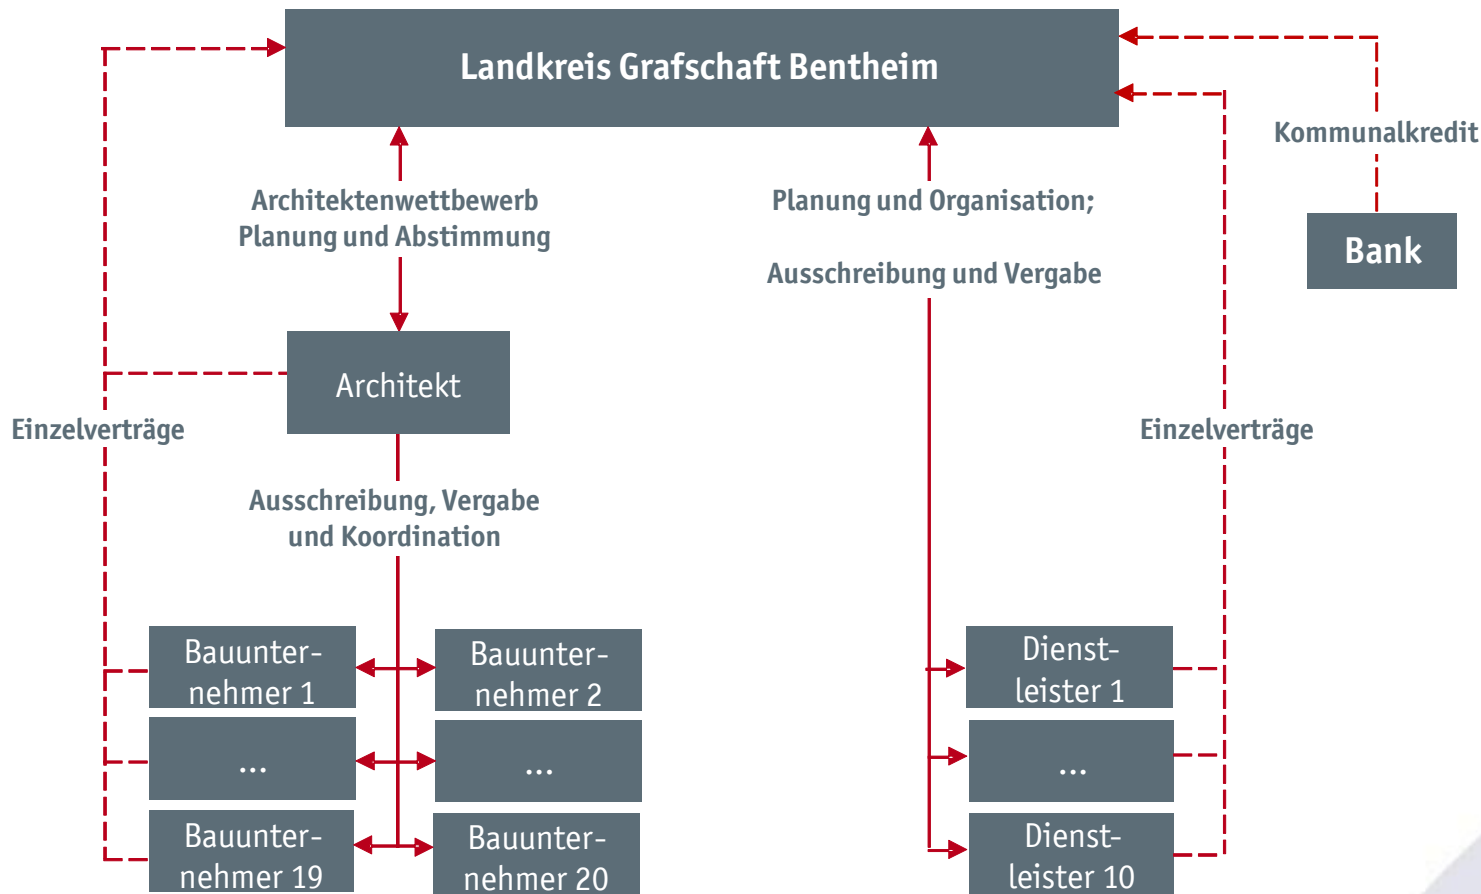 Landkreis Grafschaft Bentheim
Kommunalkredit
Bank
Architektenwettbewerb
Planung und Abstimmung
Planung und Organisation;
Ausschreibung und Vergabe
Architekt
Einzelverträge
Einzelverträge
Ausschreibung, Vergabe
und Koordination
Bauunter-
nehmer 1
Bauunter-
nehmer 2
Dienst-
leister 1
...
...
...
Bauunter-
nehmer 19
Bauunter-
nehmer 20
Dienst-
leister 10